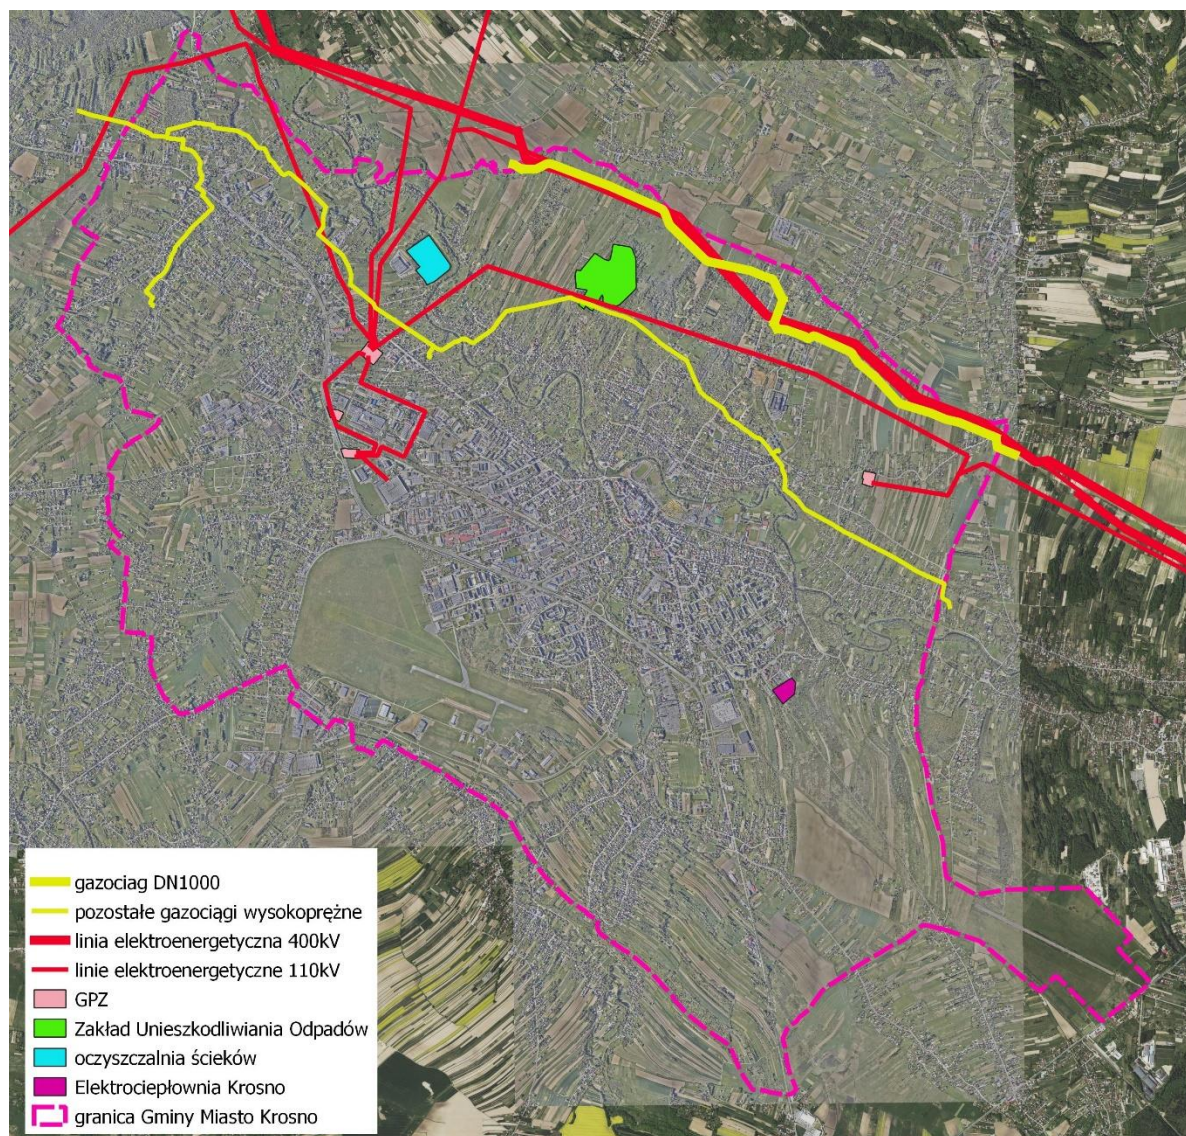 gazociag DN1000
pozostałe gazociągi wysokoprężne
linia elektroenergetyczna 400kV
linie elektroenergetyczne 110kV
GPZ
Zakład Unieszkodliwiania Odpadów
oczyszczalnia ścieków
Elektrociepłownia Krosno
granica Gminy Miasto Krosno